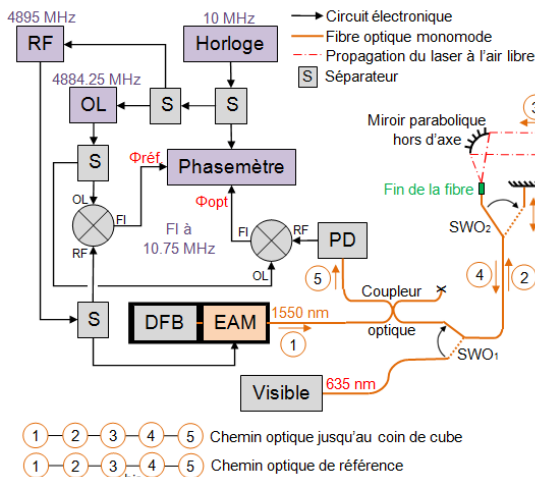 4895 MHz
RF
10 MHz
Horloge
Circuit électronique
Fibre optique monomode
Propagation du laser à l'air libre
S Séparateur
4884.25 MHz
OL
S
S
S
Miroir parabolique
hors d'axe
3
Φréf
Phasemètre
Fin de la fibre
OL
FI
RF
Φopt
FI à
10.75 MHz
FI
RF
OL
PD
SWO2
5
4
2
Coupleur
optique
x
S
DFB
EAM
1550 nm
1
SWO1
Visible
635 nm
1 2 3 4 5 Chemin optique jusqu'au coin de cube
1 2 3 4 5 Chemin optique de référence